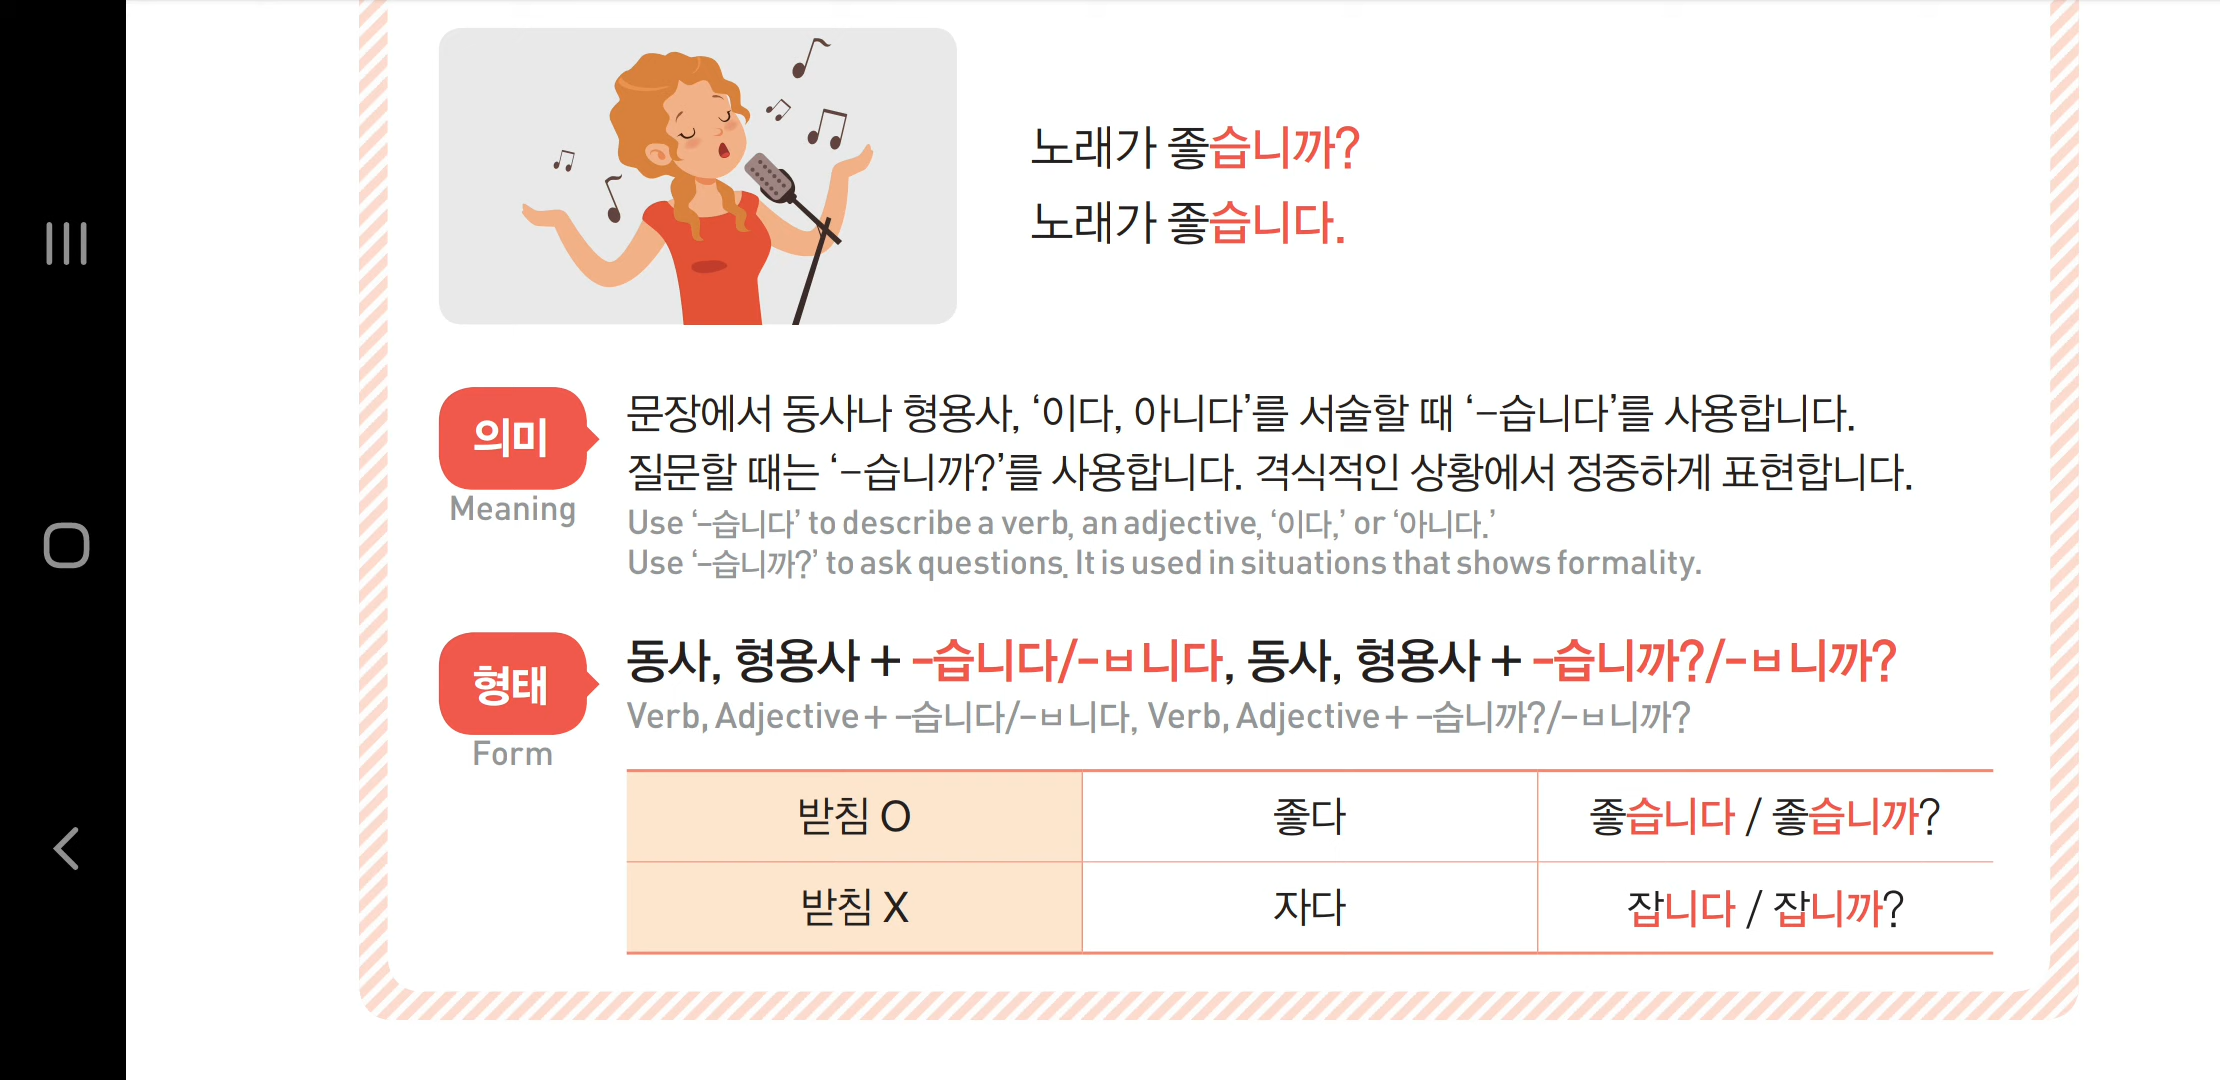 노래가 좋습니까?
노래가 좋습니다.
의미
Meaning
문장에서 동사나 형용사, ‘이다, 아니다’를 서술할 때 ‘–습니다’를 사용합니다.
질문할 때는 ‘–습니까?’를 사용합니다. 격식적인 상황에서 정중하게 표현합니다.
Use ‘–습니다’ to describe a verb, an adjective, ‘이다,’ or ‘아니다.’
Use ‘–습니까?’ to ask questions. It is used in situations that shows formality.
형태
Form
동사, 형용사 + –습니다/–ㅂ니다, 동사, 형용사 + –습니까?/–ㅂ니까?
Verb, Adjective + –습니다/–ㅂ니다, Verb, Adjective + –습니까?/–ㅂ니까?
받침 O 좋다 좋습니다 / 좋습니까?
받침 X 자다 잡니다 / 잡니까?